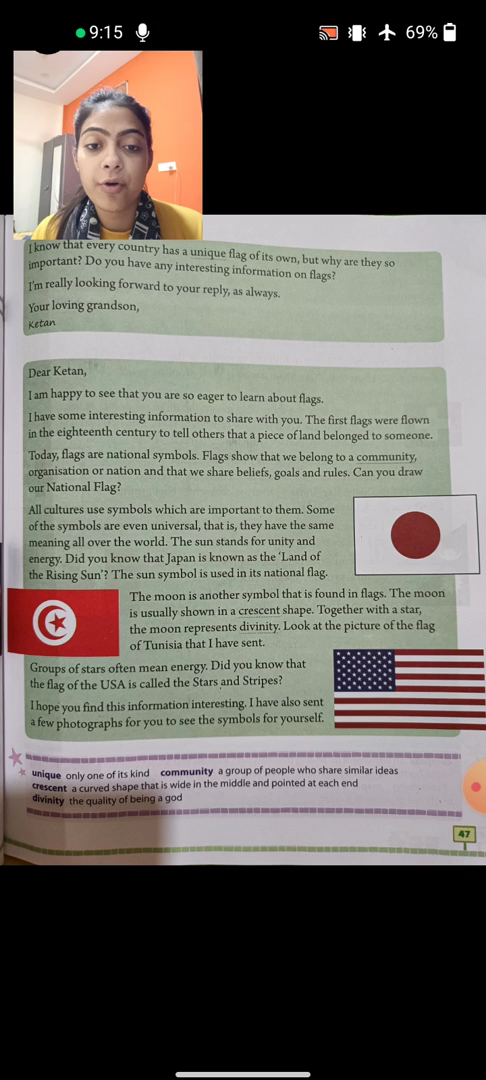 9:15
69%
I know that every country has a unique flag of its own, but why are they so
important? Do you have any interesting information on flags?
I'm really looking forward to your reply, as always.
Your loving grandson,
Ketan
Dear Ketan,
I am happy to see that you are so eager to learn about flags.
I have some interesting information to share with you. The first flags were flown
in the eighteenth century to tell others that a piece of land belonged to someone.
Today, flags are national symbols. Flags show that we belong to a community,
organisation or nation and that we share beliefs, goals and rules. Can you draw
our National Flag?
All cultures use symbols which are important to them. Some
of the symbols are even universal, that is, they have the same
meaning all over the world. The sun stands for unity and
energy. Did you know that Japan is known as the 'Land of
the Rising Sun'? The sun symbol is used in its national flag.
The moon is another symbol that is found in flags. The moon
is usually shown in a crescent shape. Together with a star,
the moon represents divinity. Look at the picture of the flag
of Tunisia that I have sent.
Groups of stars often mean energy. Did you know that
the flag of the USA is called the Stars and Stripes?
I hope you find this information interesting. I have also sent
a few photographs for you to see the symbols for yourself.
unique only one of its kind community a group of people who share similar ideas
crescent a curved shape that is wide in the middle and pointed at each end
divinity the quality of being a god
47